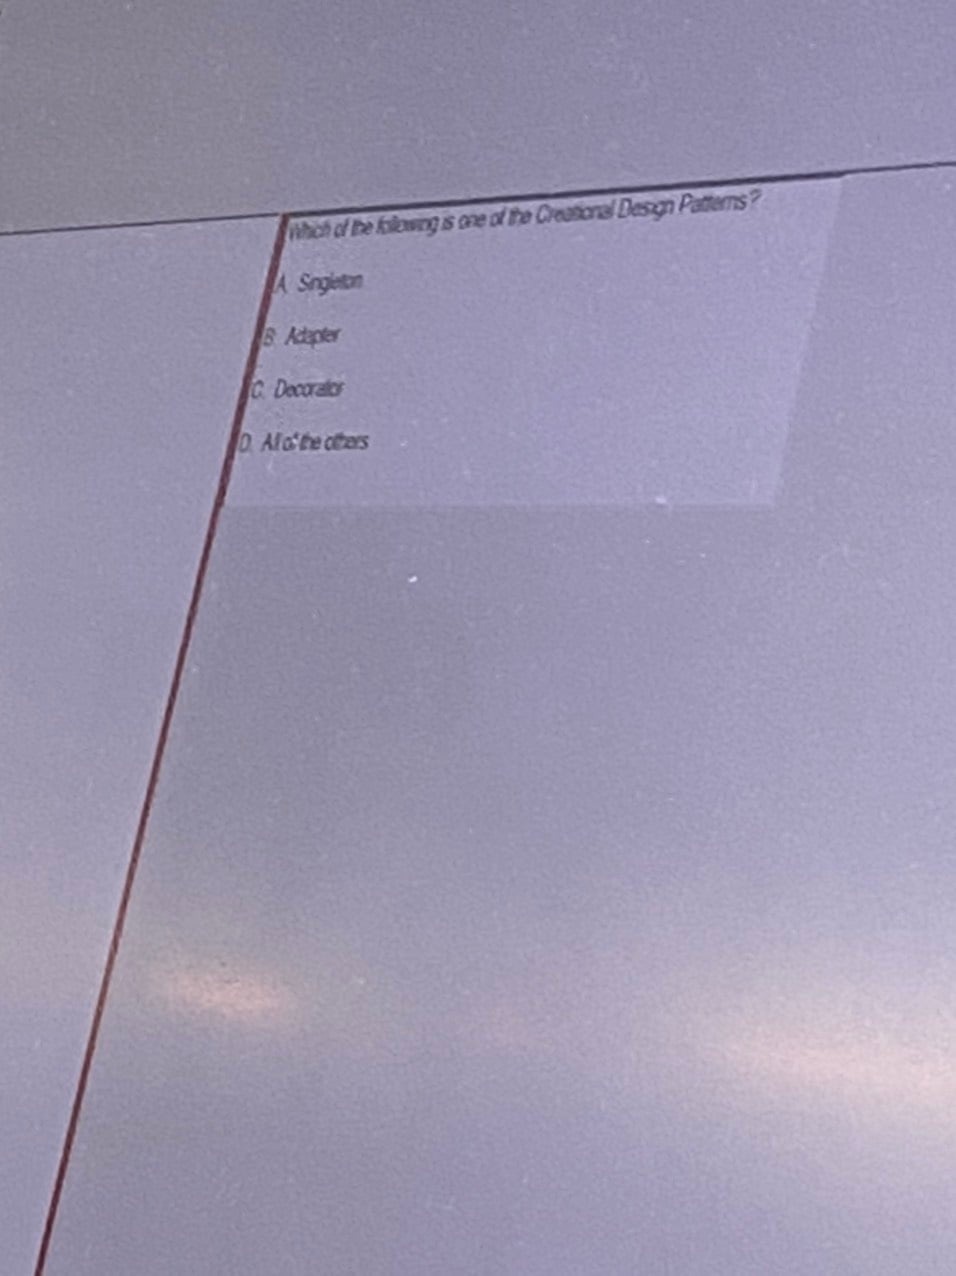 Which of the following is one of the Creational Design Patterns?
A. Singleton
B. Adapter
C. Decorator
D. All of the others